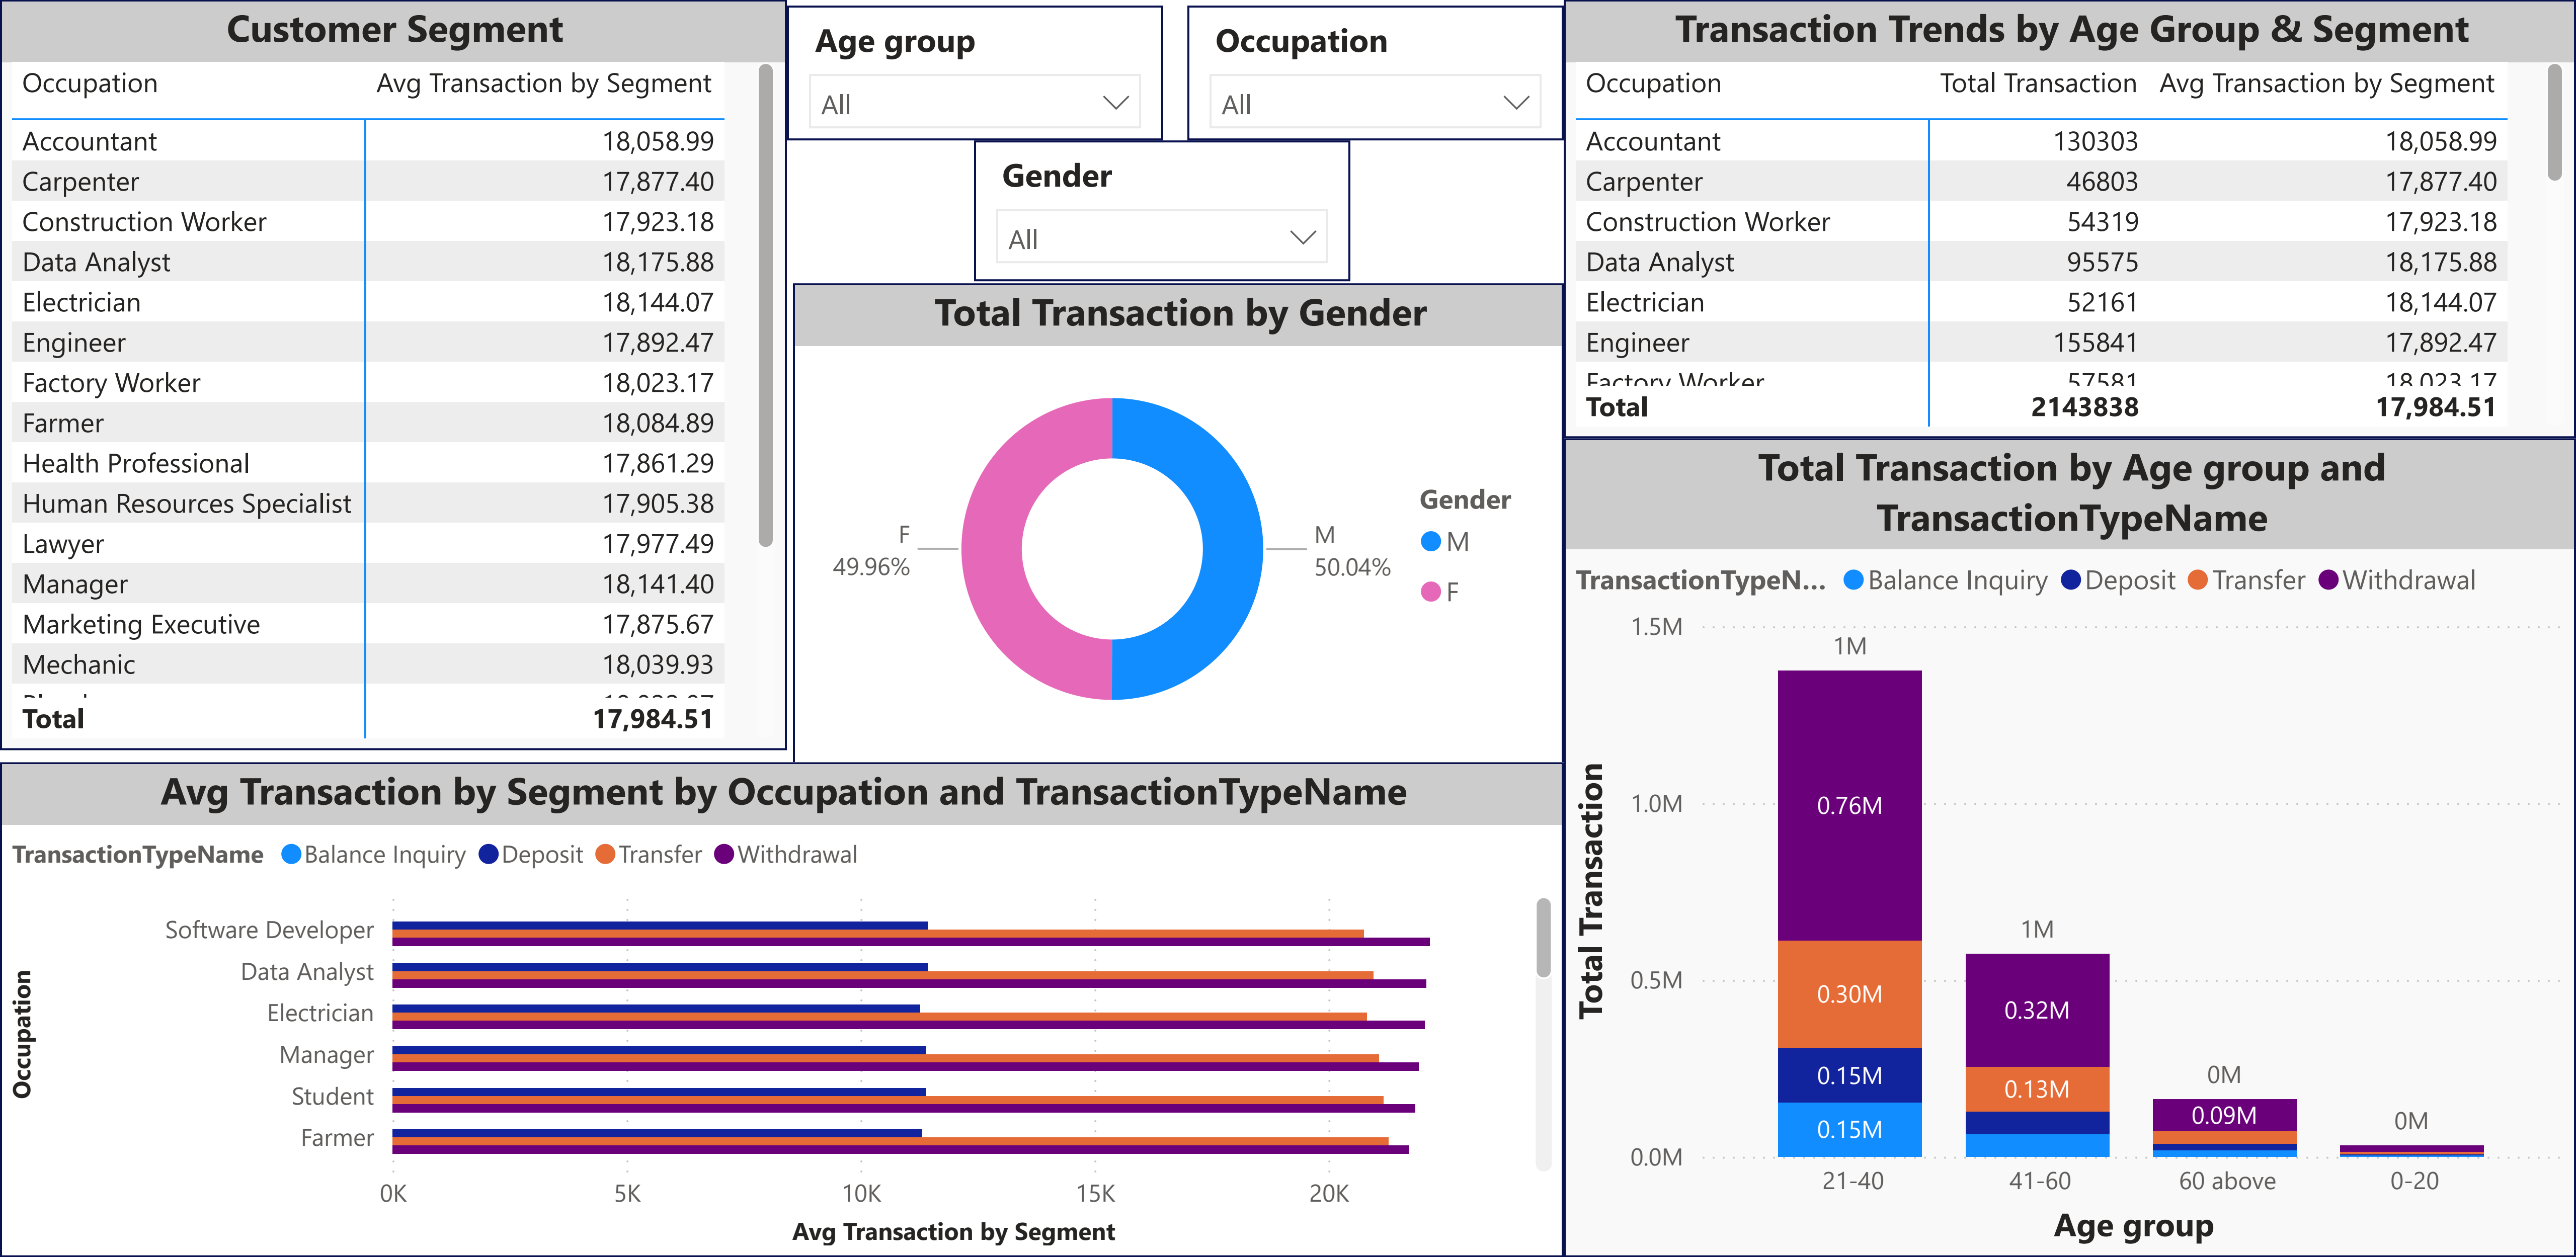 Customer Segment
Occupation Avg Transaction by Segment
Accountant 18,058.99
Carpenter 17,877.40
Construction Worker 17,923.18
Data Analyst 18,175.88
Electrician 18,144.07
Engineer 17,892.47
Factory Worker 18,023.17
Farmer 18,084.89
Health Professional 17,861.29
Human Resources Specialist 17,905.38
Lawyer 17,977.49
Manager 18,141.40
Marketing Executive 17,875.67
Mechanic 18,039.93
Total 17,984.51
Age group
All
Occupation
All
Gender
All
Total Transaction by Gender
F
49.96%
M
50.04%
Gender
M
F
Transaction Trends by Age Group & Segment
Occupation Total Transaction Avg Transaction by Segment
Accountant 130303 18,058.99
Carpenter 46803 17,877.40
Construction Worker 54319 17,923.18
Data Analyst 95575 18,175.88
Electrician 52161 18,144.07
Engineer 155841 17,892.47
Factory Worker 57581 18,023.17
Total 2143838 17,984.51
Avg Transaction by Segment by Occupation and TransactionTypeName
TransactionTypeName Balance Inquiry Deposit Transfer Withdrawal
Occupation
Software Developer
Data Analyst
Electrician
Manager
Student
Farmer
0K 5K 10K 15K 20K
Avg Transaction by Segment
Total Transaction by Age group and
TransactionTypeName
TransactionTypeN... Balance Inquiry Deposit Transfer Withdrawal
Total Transaction
1.5M
1.0M
0.5M
0.0M
1M
0.76M
0.30M
0.15M
0.15M
1M
0.32M
0.13M
0M
0.09M
0M
21-40 41-60 60 above 0-20
Age group